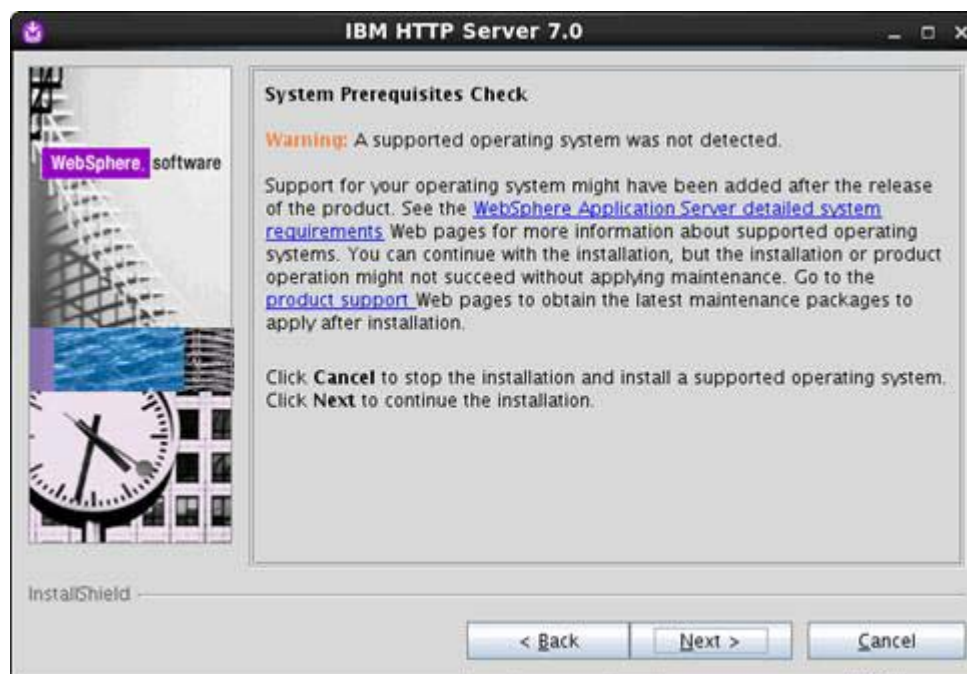 IBM HTTP Server 7.0
WebSphere. software
System Prerequisites Check
Warning: A supported operating system was not detected.
Support for your operating system might have been added after the release
of the product. See the WebSphere Application Server detailed system
requirements Web pages for more information about supported operating
systems. You can continue with the installation, but the installation or product
operation might not succeed without applying maintenance. Go to the
product support Web pages to obtain the latest maintenance packages to
apply after installation.
Click Cancel to stop the installation and install a supported operating system.
Click Next to continue the installation.
InstallShield
< Back
Next >
Cancel